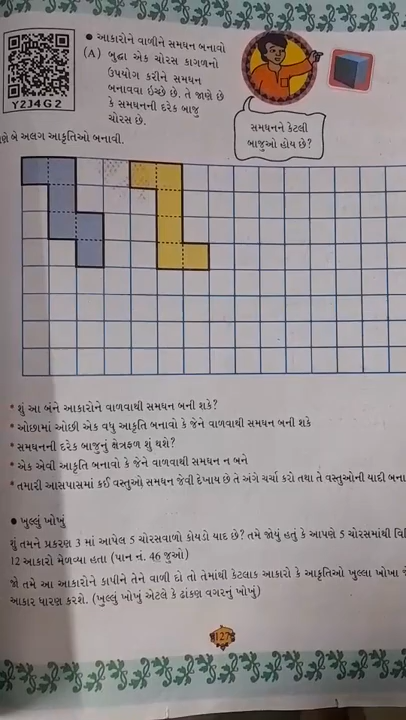 Y2J4G2
● આકારોને વાળીને સમઘન બનાવો
(A) બુદ્ધા એક ચોરસ કાગળનો
ઉપયોગ કરીને સમઘન
બનાવવા ઇચ્છે છે. તે જાણે છે
કે સમઘનની દરેક બાજુ
ચોરસ છે.
સમઘનને કેટલી
બાજુઓ હોય છે?
ણે બે અલગ આકૃતિઓ બનાવી.
* શું આ બંને આકારોને વાળવાથી સમઘન બની શકે?
* ઓછામાં ઓછી એક વધુ આકૃતિ બનાવો કે જેને વાળવાથી સમઘન બની શકે
* સમઘનની દરેક બાજુનું ક્ષેત્રફળ શું થશે?
* એક એવી આકૃતિ બનાવો કે જેને વાળવાથી સમઘન ન બને
* તમારી આસપાસમાં કઈ વસ્તુઓ સમઘન જેવી દેખાય છે તે અંગે ચર્ચા કરો તથા તે વસ્તુઓની યાદી બના
● ખુલ્લું ખોખું
શું તમને પ્રકરણ 3 માં આપેલ 5 ચોરસવાળો કોયડો યાદ છે? તમે જોયું હતું કે આપણે 5 ચોરસમાંથી વિ
12 આકારો મેળવ્યા હતા (પાન નં. 46 જુઓ)
જો તમે આ આકારોને કાપીને તેને વાળી દો તો તેમાંથી કેટલાક આકારો કે આકૃતિઓ ખુલ્લા ખોખા
આકાર ધારણ કરશે. (ખુલ્લું ખોખું એટલે કે ઢાંકણ વગરનું ખોખું)
127